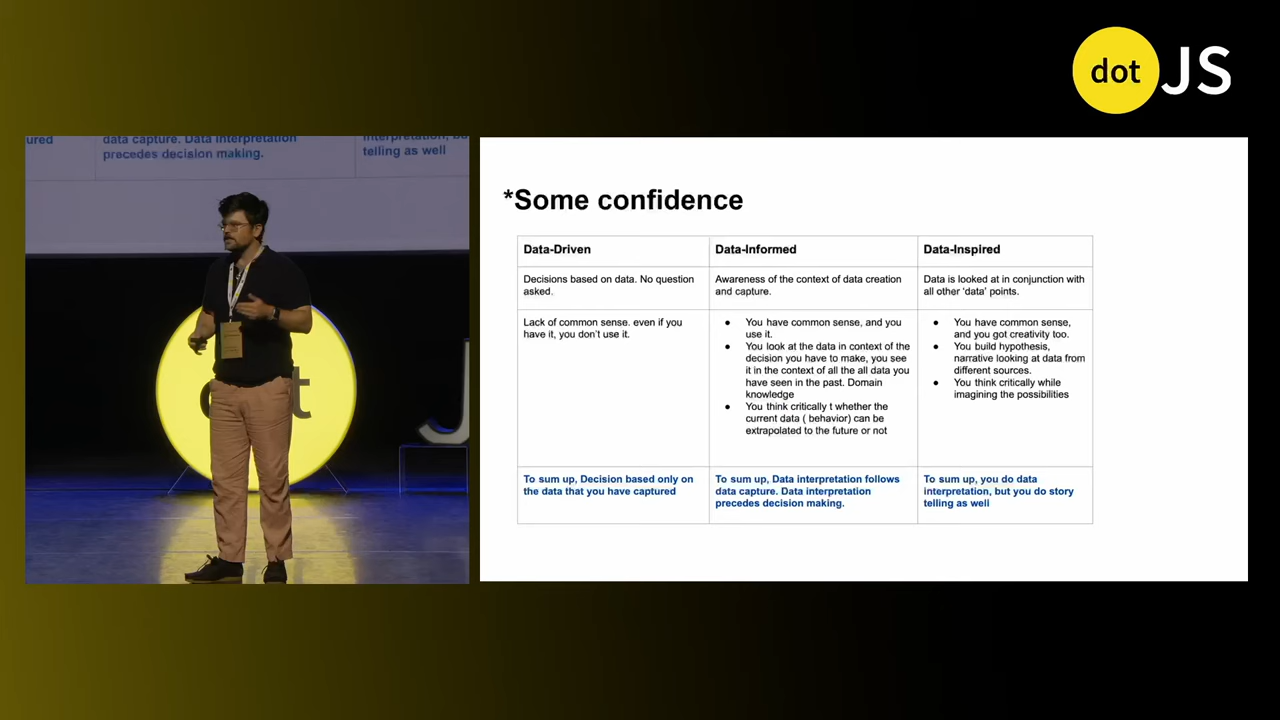 dot JS
ured
data capture. Data interpretation
precedes decision making.
telling as well
t
J
*Some confidence
Data-Driven
Data-Informed
Data-Inspired
Decisions based on data. No question
asked.
Awareness of the context of data creation
and capture.
Data is looked at in conjunction with
all other ‘data’ points.
Lack of common sense. even if you
have it, you don’t use it.
● You have common sense, and you
use it.
● You look at the data in context of the
decision you have to make, you see
it in the context of all the all data you
have seen in the past. Domain
knowledge
● You think critically t whether the
current data ( behavior) can be
extrapolated to the future or not
● You have common sense,
and you got creativity too.
● You build hypothesis,
narrative looking at data from
different sources.
● You think critically while
imagining the possibilities
To sum up, Decision based only on
the data that you have captured
To sum up, Data interpretation follows
data capture. Data interpretation
precedes decision making.
To sum up, you do data
interpretation, but you do story
telling as well